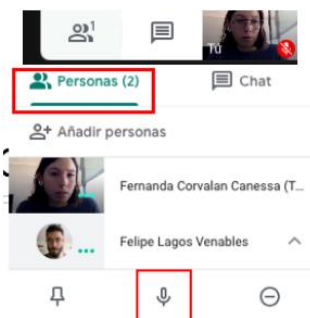 1
Tú
Personas (2)
Chat
Añadir personas
Fernanda Corvalan Canessa (T...
Felipe Lagos Venables